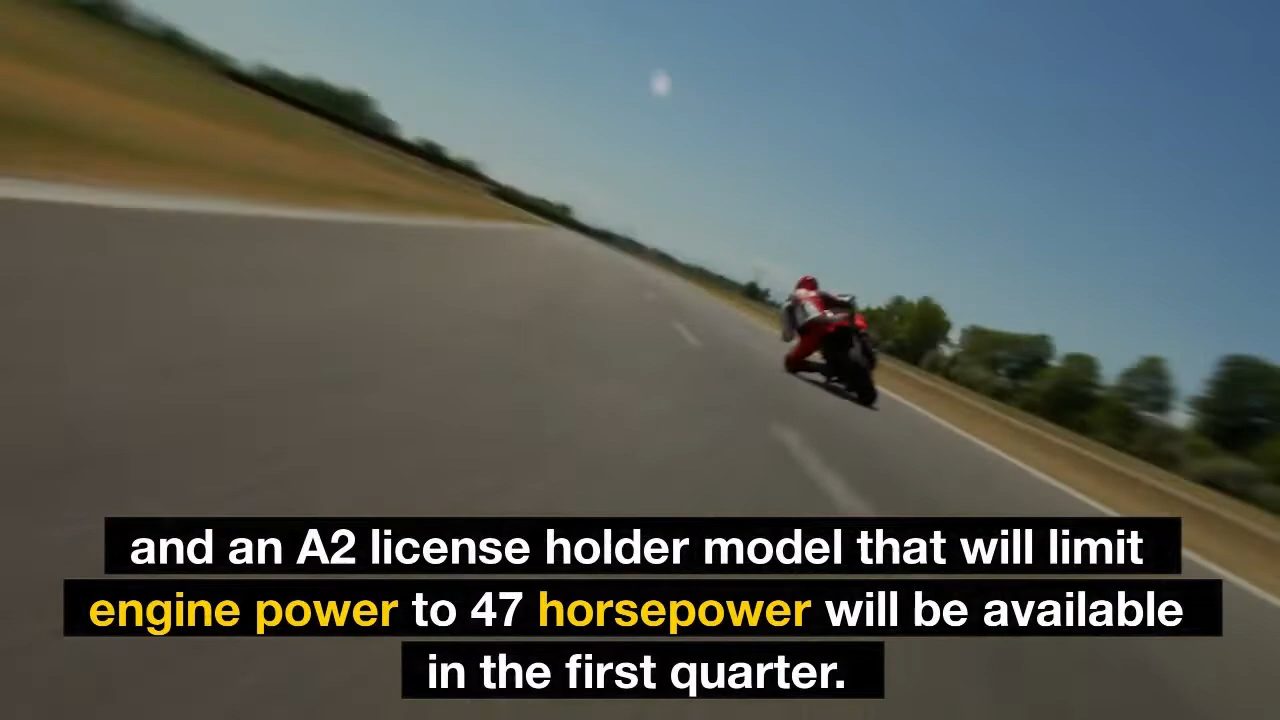 and an A2 license holder model that will limit
engine power to 47 horsepower will be available
in the first quarter.